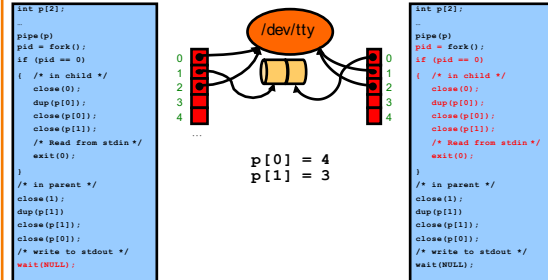 int p[2];
…
pipe(p)
pid = fork();
if (pid == 0)
{ /* in child */
close(0);
dup(p[0]);
close(p[0]);
close(p[1]);
/* Read from stdin */
exit(0);
}
/* in parent */
close(1);
dup(p[1])
close(p[1]);
close(p[0]);
/* write to stdout */
wait(NULL);
/dev/tty
0
1
2
3
4
…
0
1
2
3
4
p[0] = 4
p[1] = 3
int p[2];
…
pipe(p)
pid = fork();
if (pid == 0)
{ /* in child */
close(0);
dup(p[0]);
close(p[0]);
close(p[1]);
/* Read from stdin */
exit(0);
}
/* in parent */
close(1);
dup(p[1])
close(p[1]);
close(p[0]);
/* write to stdout */
wait(NULL);